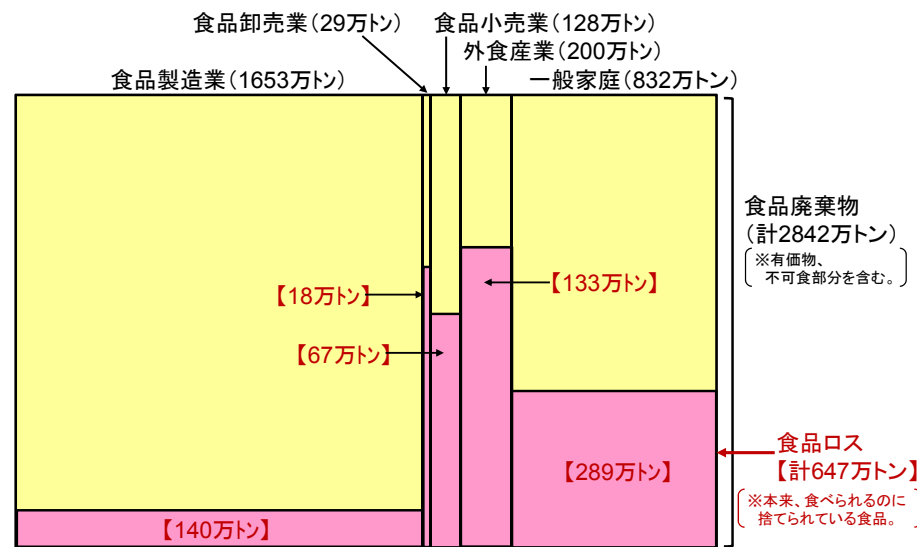 食品卸売業(29万トン)
食品小売業(128万トン)
外食産業(200万トン)
食品製造業(1653万トン)
一般家庭(832万トン)
食品廃棄物
(計2842万トン)
※有価物、
不可食部分を含む。
【18万トン】
【133万トン】
【67万トン】
食品ロス
【計647万トン】
※本来、食べられるのに
捨てられている食品。
【289万トン】
【140万トン】